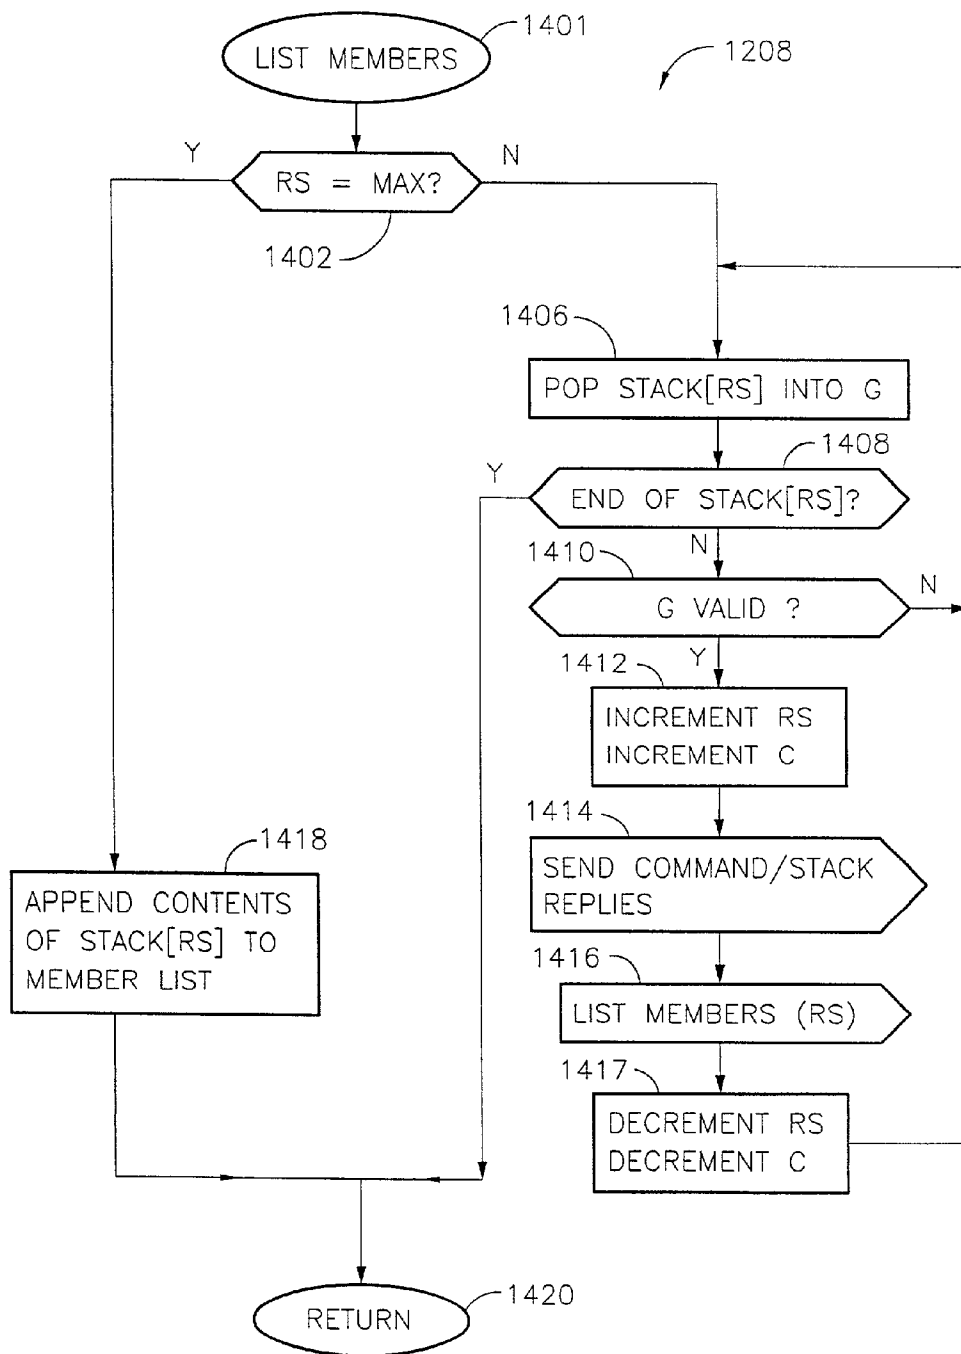 1401
LIST MEMBERS
1208
Y
N
RS = MAX?
1402
1406
POP STACK[RS] INTO G
1408
Y
END OF STACK[RS]?
N
1410
N
G VALID ?
Y
1412
INCREMENT RS
INCREMENT C
1414
SEND COMMAND/STACK
REPLIES
1418
APPEND CONTENTS
OF STACK[RS] TO
MEMBER LIST
1416
LIST MEMBERS (RS)
1417
DECREMENT RS
DECREMENT C
1420
RETURN